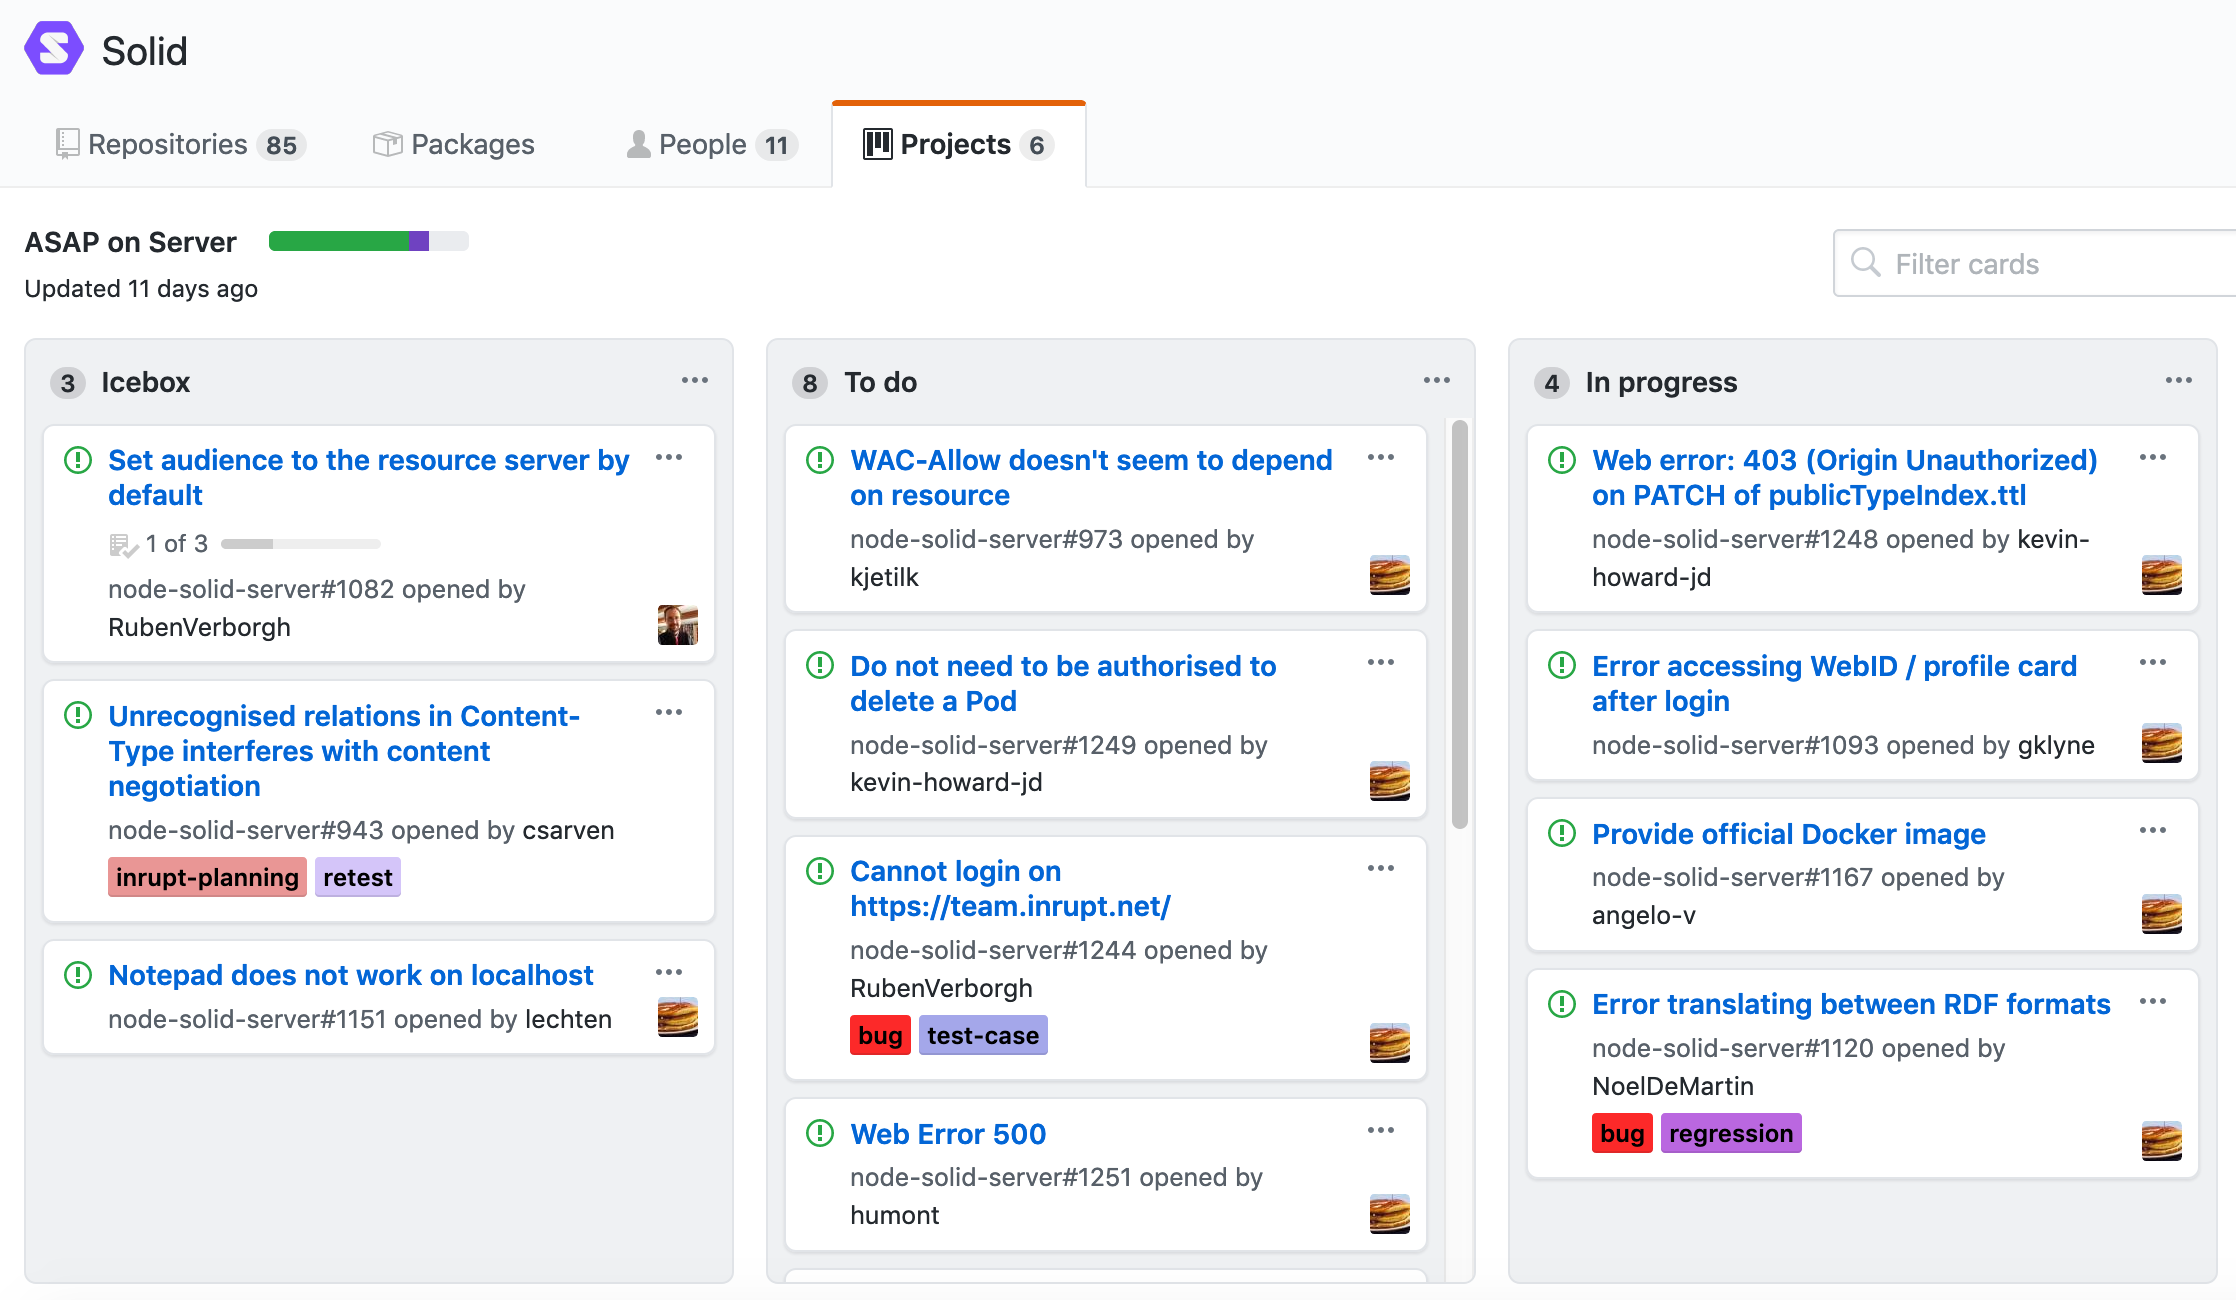 Solid
Repositories 85
Packages
People 11
Projects 6
ASAP on Server
Updated 11 days ago
Filter cards
3 Icebox
Set audience to the resource server by
default
1 of 3
node-solid-server#1082 opened by
RubenVerborgh
Unrecognised relations in Content-
Type interferes with content
negotiation
node-solid-server#943 opened by csarven
inrupt-planning retest
Notepad does not work on localhost
node-solid-server#1151 opened by lechten
8 To do
WAC-Allow doesn't seem to depend
on resource
node-solid-server#973 opened by
kjetilk
Do not need to be authorised to
delete a Pod
node-solid-server#1249 opened by
kevin-howard-jd
Cannot login on
https://team.inrupt.net/
node-solid-server#1244 opened by
RubenVerborgh
bug test-case
Web Error 500
node-solid-server#1251 opened by
humont
4 In progress
Web error: 403 (Origin Unauthorized)
on PATCH of publicTypeIndex.ttl
node-solid-server#1248 opened by kevin-
howard-jd
Error accessing WebID / profile card
after login
node-solid-server#1093 opened by gklyne
Provide official Docker image
node-solid-server#1167 opened by
angelo-v
Error translating between RDF formats
node-solid-server#1120 opened by
NoelDeMartin
bug regression